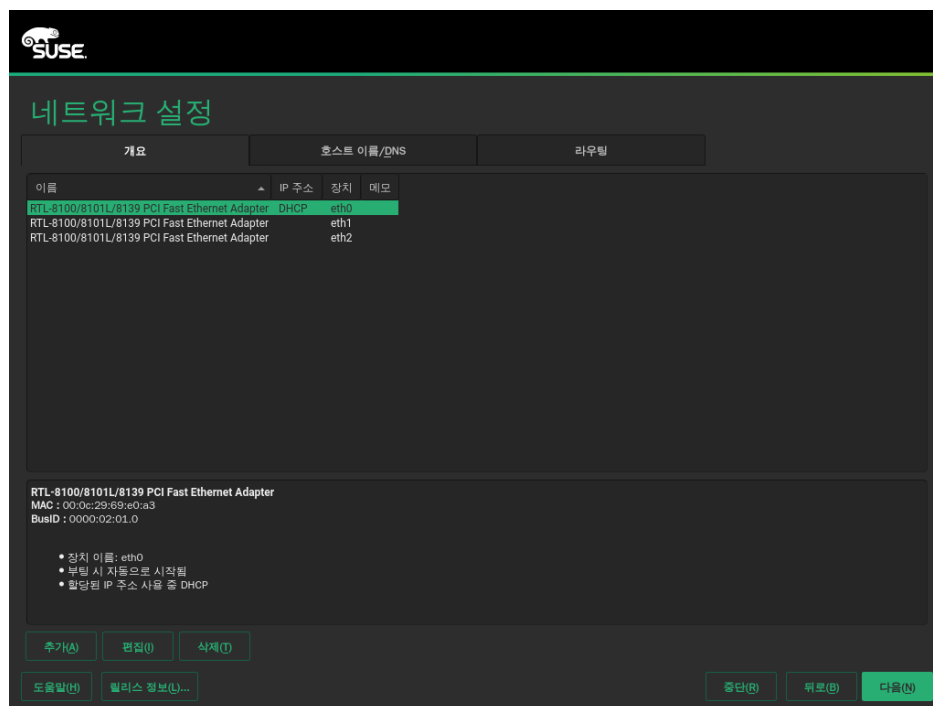 SUSE.
네트워크 설정
개요 호스트 이름/DNS 라우팅
이름 IP 주소 장치 메모
RTL-8100/8101L/8139 PCI Fast Ethernet Adapter DHCP eth0
RTL-8100/8101L/8139 PCI Fast Ethernet Adapter eth1
RTL-8100/8101L/8139 PCI Fast Ethernet Adapter eth2
RTL-8100/8101L/8139 PCI Fast Ethernet Adapter
MAC : 00:0c:29:69:e0:a3
BusID : 0000:02:01.0
• 장치 이름: eth0
• 부팅 시 자동으로 시작됨
• 할당된 IP 주소 사용 중 DHCP
추가(A) 편집(I) 삭제(T)
도움말(H) 릴리스 정보(L)... 중단(R) 뒤로(B) 다음(N)